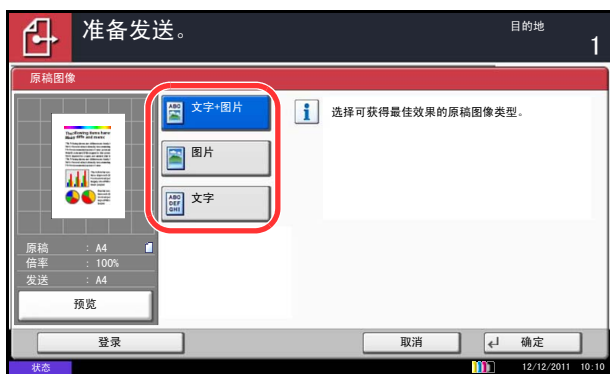 准备发送。
目的地
1
原稿图像
文字+图片
图片
文字
选择可获得最佳效果的原稿图像类型。
原稿 : A4
倍率 : 100%
发送 : A4
预览
登录
取消
确定
状态
12/12/2011 10:10